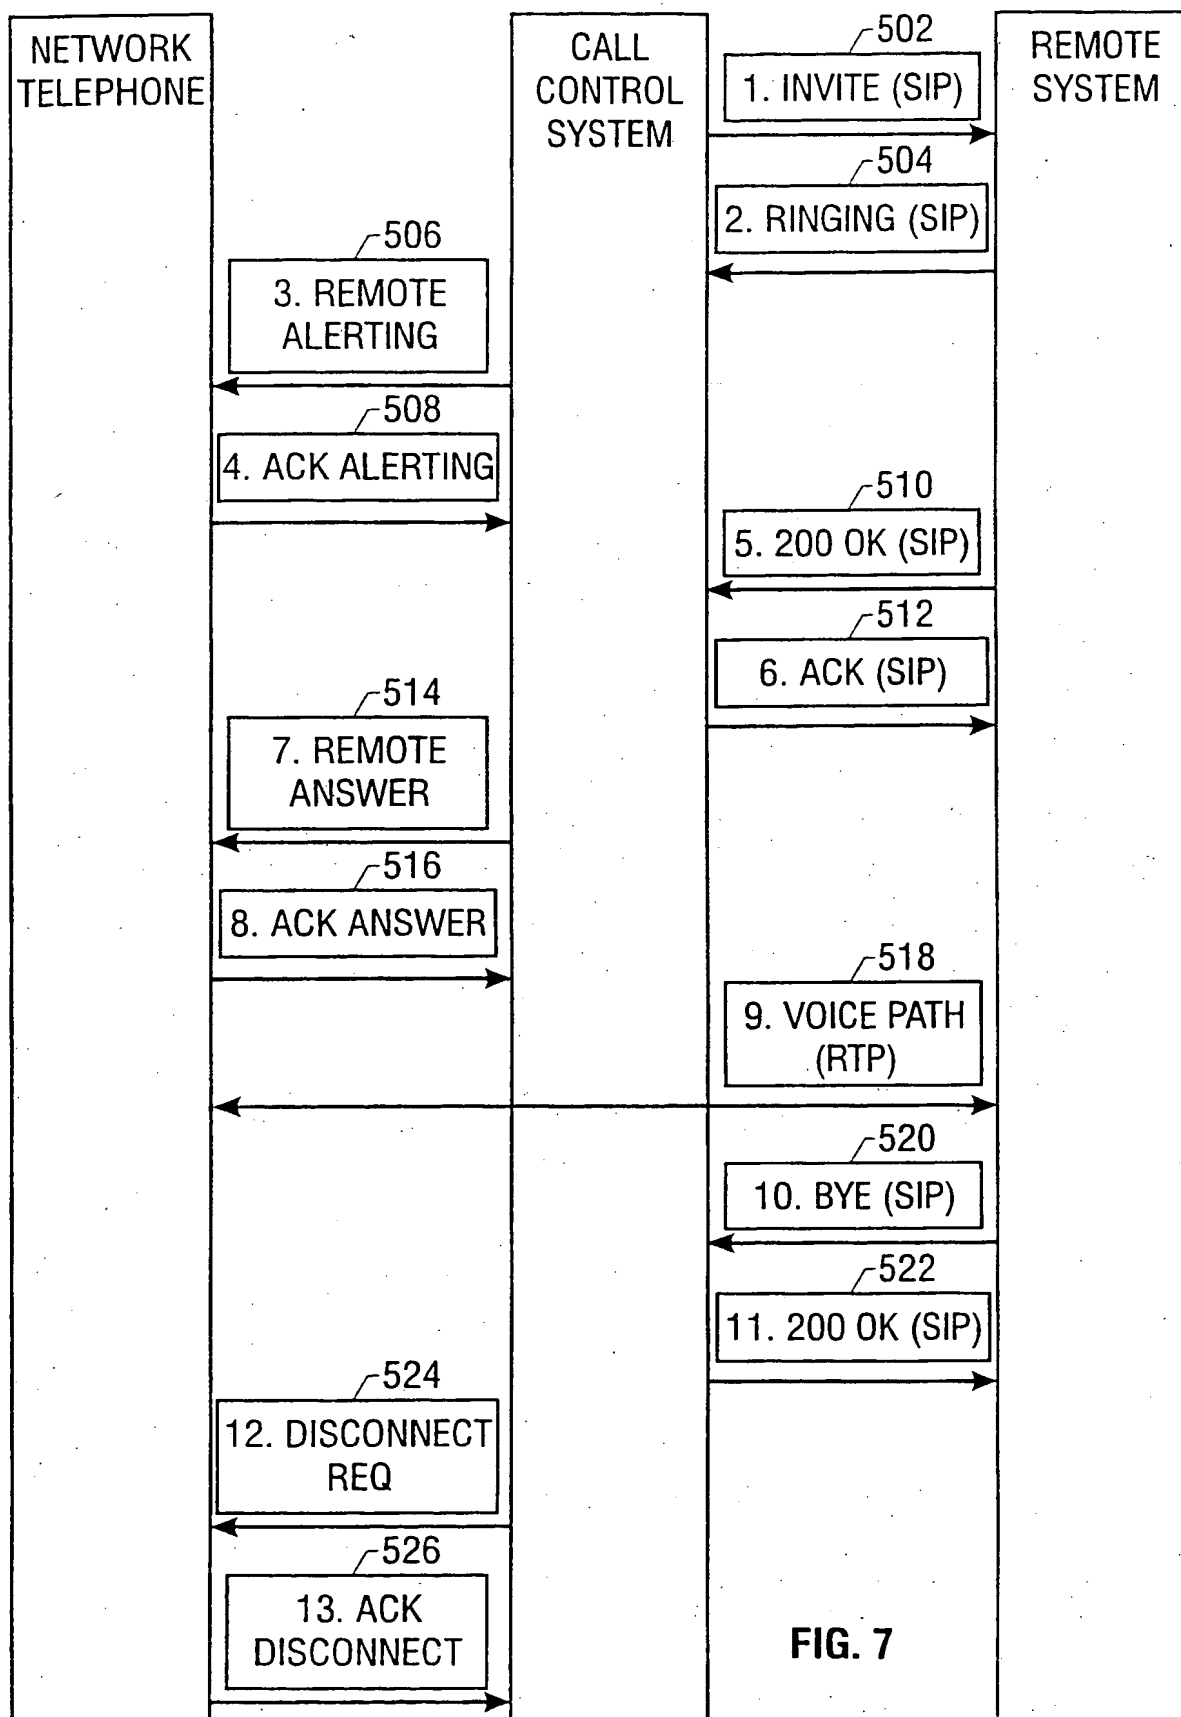 NETWORK
TELEPHONE
CALL
CONTROL
SYSTEM
REMOTE
SYSTEM
502
1. INVITE (SIP)
504
2. RINGING (SIP)
506
3. REMOTE
ALERTING
508
4. ACK ALERTING
510
5. 200 OK (SIP)
512
6. ACK (SIP)
514
7. REMOTE
ANSWER
516
8. ACK ANSWER
518
9. VOICE PATH
(RTP)
520
10. BYE (SIP)
522
11. 200 OK (SIP)
524
12. DISCONNECT
REQ
526
13. ACK
DISCONNECT
FIG. 7